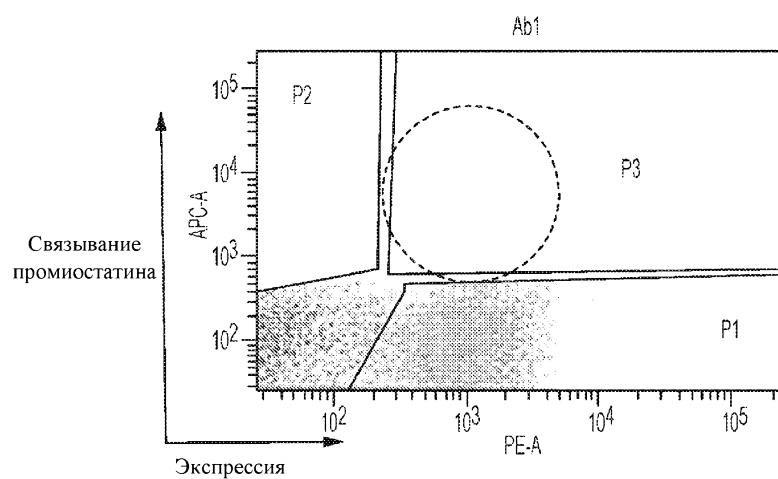 Ab1
P2
P3
P1
10⁵
10⁴
10³
10²
APC-A
Связывание
промиостатина
10² 10³ 10⁴ 10⁵
PE-A
Экспрессия